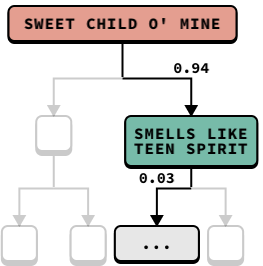 SWEET CHILD O' MINE
0.94
SMELLS LIKE
TEEN SPIRIT
0.03
...